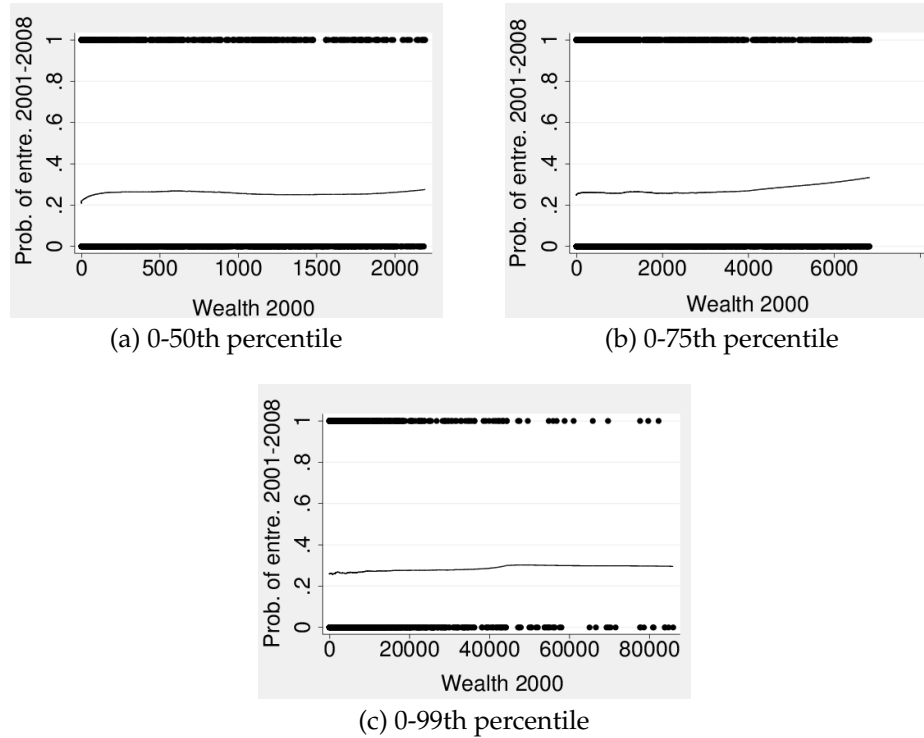 Prob. of entre. 2001-2008
1
.8
.6
.4
.2
0
0 500 1000 1500 2000
Wealth 2000
(a) 0-50th percentile
Prob. of entre. 2001-2008
1
.8
.6
.4
.2
0
0 2000 4000 6000
Wealth 2000
(b) 0-75th percentile
Prob. of entre. 2001-2008
1
.8
.6
.4
.2
0
0 20000 40000 60000 80000
Wealth 2000
(c) 0-99th percentile